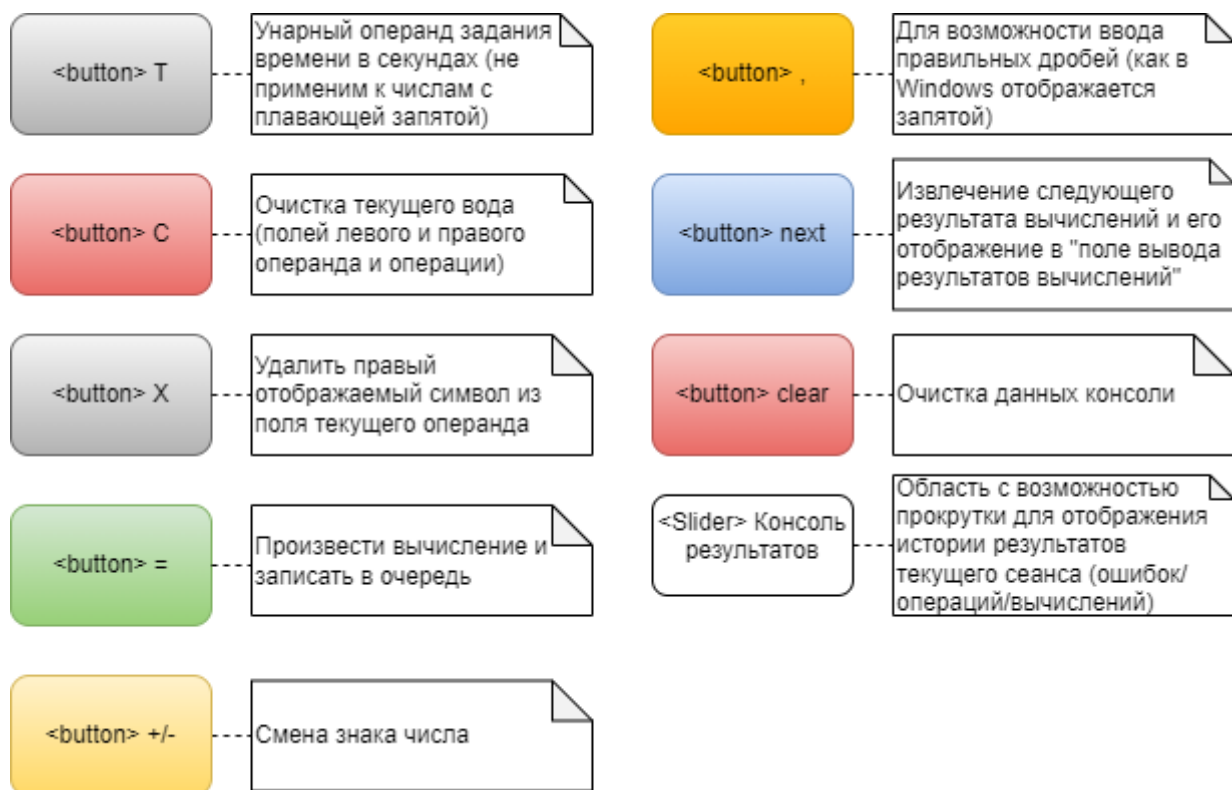 <button> T
Унарный операнд задания
времени в секундах (не
применим к числам с
плавающей запятой)
<button> ,
Для возможности ввода
правильных дробей (как в
Windows отображается
запятой)
<button> C
Очистка текущего вода
(полей левого и правого
операнда и операции)
<button> next
Извлечение следующего
результата вычислений и его
отображение в "поле вывода
результатов вычислений"
<button> X
Удалить правый
отображаемый символ из
поля текущего операнда
<button> clear
Очистка данных консоли
<button> =
Произвести вычисление и
записать в очередь
<Slider> Консоль
результатов
Область с возможностью
прокрутки для отображения
истории результатов
текущего сеанса (ошибок/
операций/вычислений)
<button> +/-
Смена знака числа